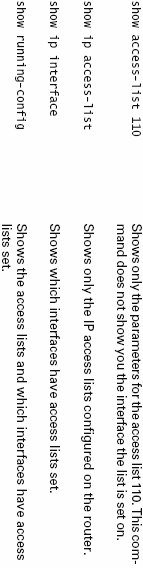 show access-list 110 Shows only the parameters for the access list 110. This com-
mand does not show you the interface the list is set on.
show ip access-list Shows only the IP access lists configured on the router.
show ip interface Shows which interfaces have access lists set.
show running-config Shows the access lists and which interfaces have access
lists set.